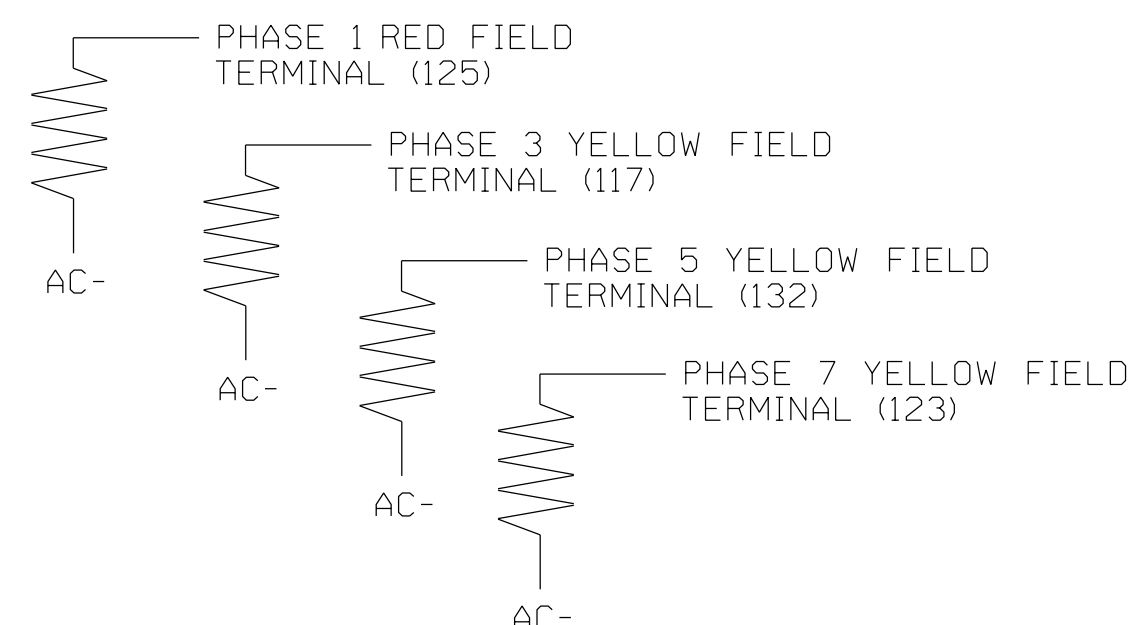 PHASE 1 RED FIELD
TERMINAL (125)
AC-
PHASE 3 YELLOW FIELD
TERMINAL (117)
AC-
PHASE 5 YELLOW FIELD
TERMINAL (132)
AC-
PHASE 7 YELLOW FIELD
TERMINAL (123)
AC-